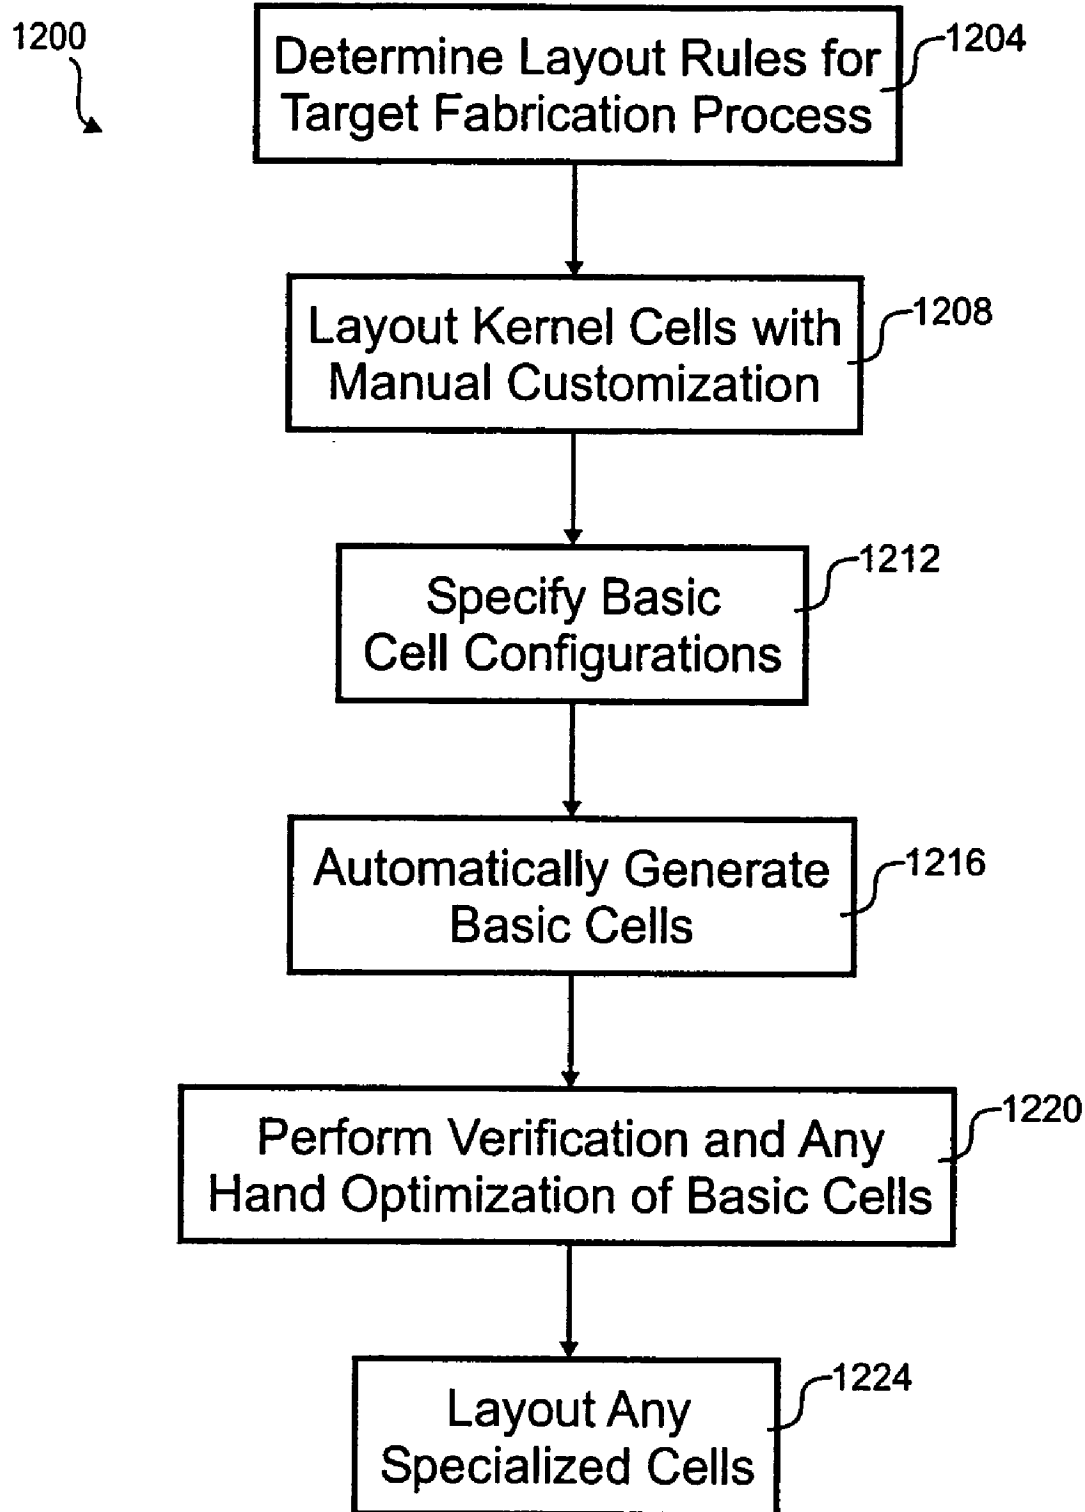 1200
Determine Layout Rules for
Target Fabrication Process
1204
Layout Kernel Cells with
Manual Customization
1208
Specify Basic
Cell Configurations
1212
Automatically Generate
Basic Cells
1216
Perform Verification and Any
Hand Optimization of Basic Cells
1220
Layout Any
Specialized Cells
1224